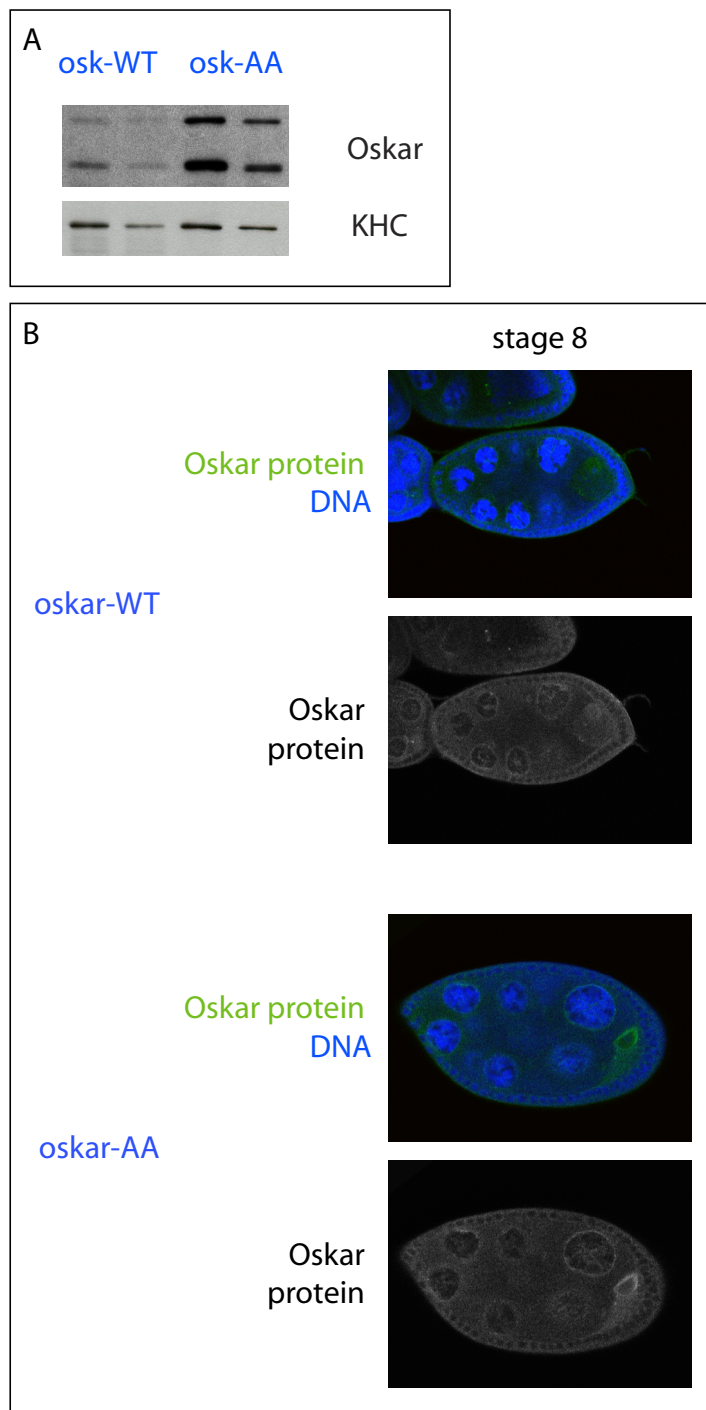 A
osk-WT osk-AA
Oskar
KHC
B
stage 8
Oskar protein
DNA
oskar-WT
Oskar
protein
Oskar protein
DNA
oskar-AA
Oskar
protein